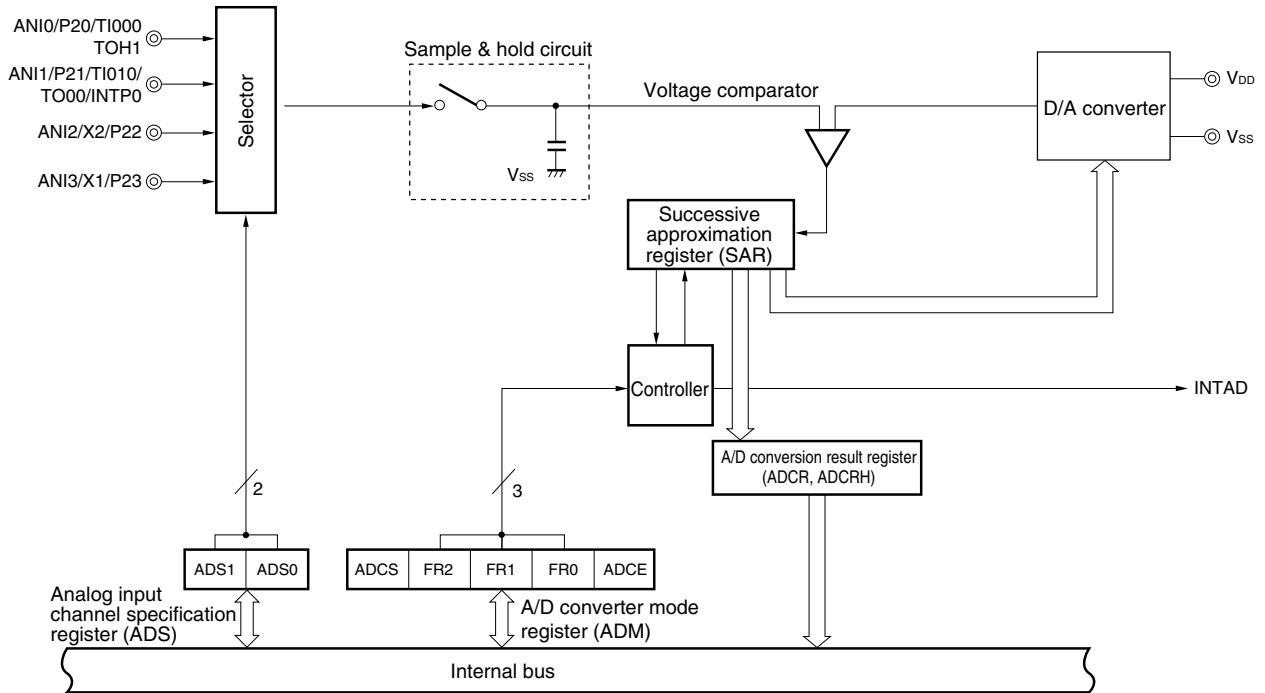 ANI0/P20/TI000
TOH1
ANI1/P21/TI010/
TO00/INTP0
ANI2/X2/P22
ANI3/X1/P23
Selector
Sample & hold circuit
VSS
Voltage comparator
D/A converter
VDD
VSS
Successive
approximation
register (SAR)
Controller
INTAD
A/D conversion result register
(ADCR, ADCRH)
2
3
ADS1 ADS0
ADCS FR2 FR1 FR0 ADCE
Analog input
channel specification
register (ADS)
A/D converter mode
register (ADM)
Internal bus